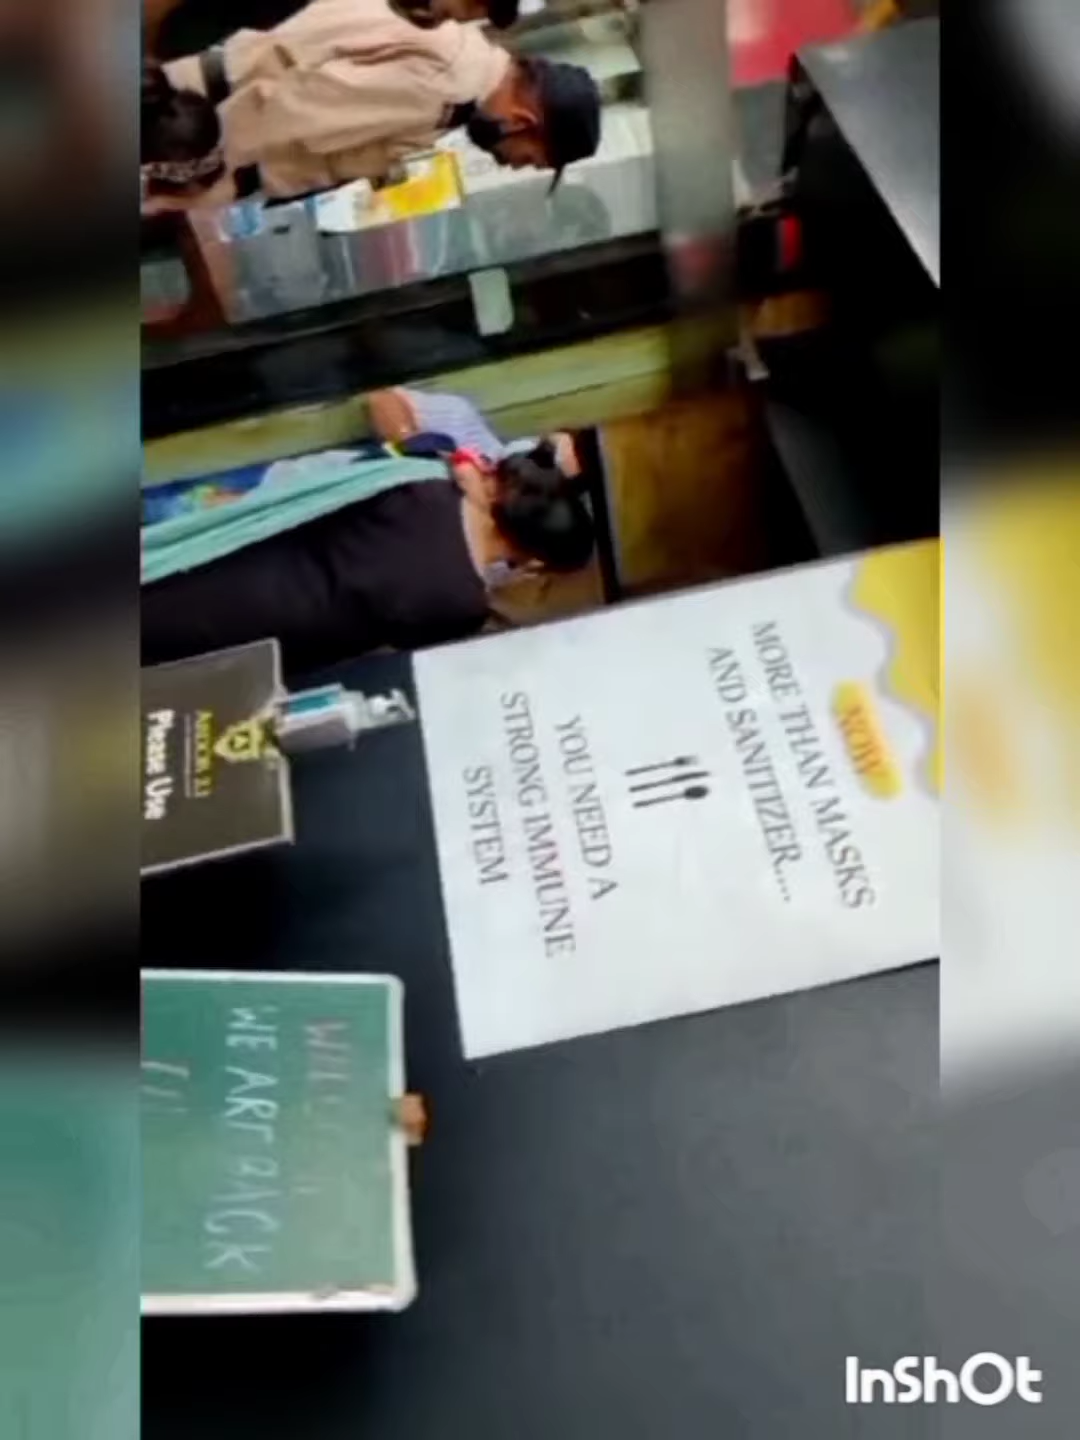 NOW
MORE THAN MASKS
AND SANITIZER....
YOU NEED A
STRONG IMMUNE
SYSTEM
Please Use
WE ARE BACK
InShOt